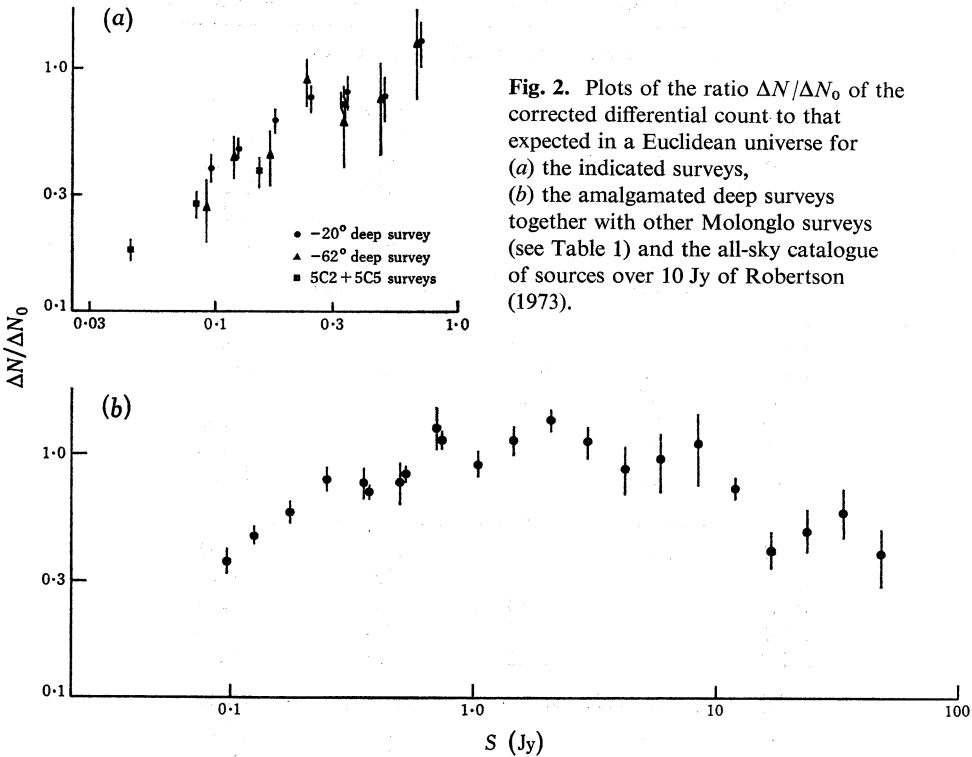 (a)
1·0
0·3
0·1
0·03
0·1
0·3
1·0
● −20° deep survey
▲ −62° deep survey
■ 5C2+5C5 surveys
Fig. 2. Plots of the ratio ΔN/ΔN₀ of the
corrected differential count to that
expected in a Euclidean universe for
(a) the indicated surveys,
(b) the amalgamated deep surveys
together with other Molonglo surveys
(see Table 1) and the all-sky catalogue
of sources over 10 Jy of Robertson
(1973).
ΔN/ΔN₀
(b)
1·0
0·3
0·1
0·1
1·0
10
100
S (Jy)